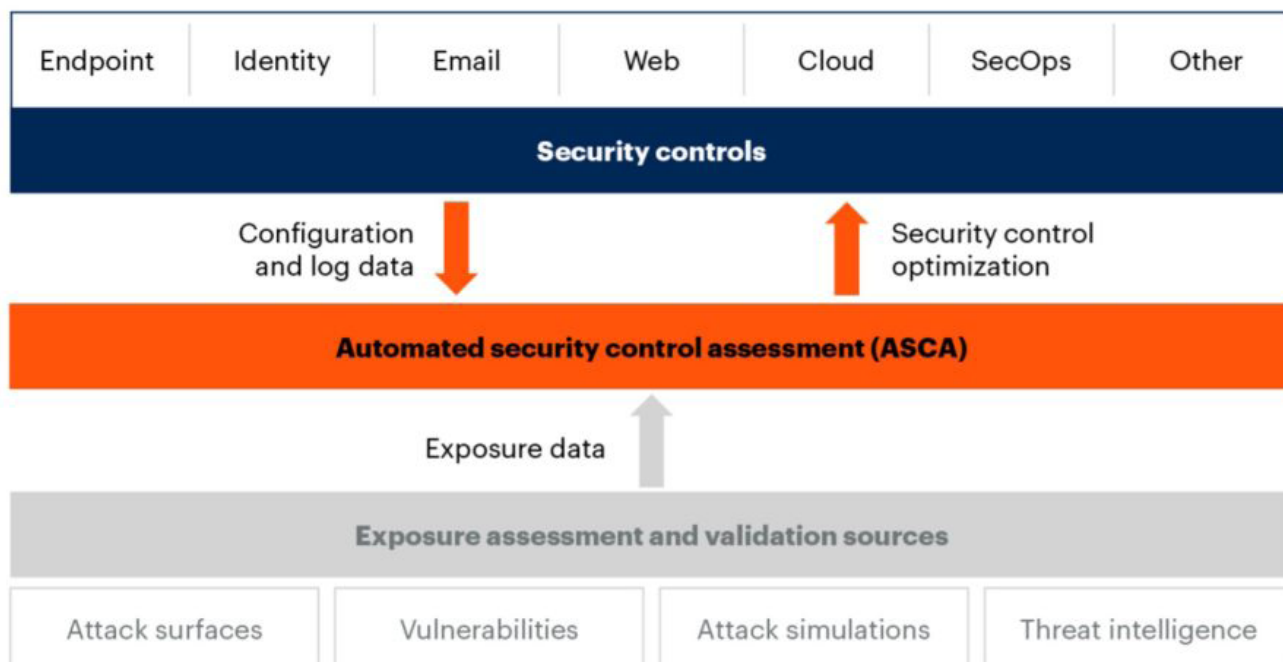 Endpoint
Identity
Email
Web
Cloud
SecOps
Other
Security controls
Configuration
and log data
Security control
optimization
Automated security control assessment (ASCA)
Exposure data
Exposure assessment and validation sources
Attack surfaces
Vulnerabilities
Attack simulations
Threat intelligence